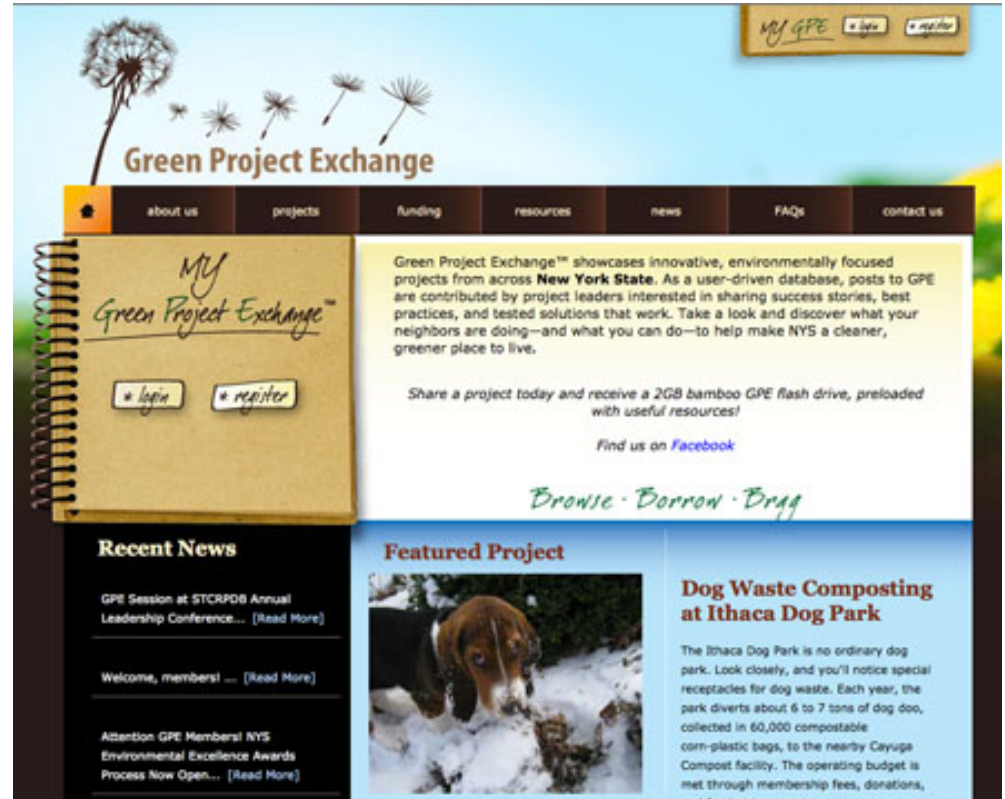 MY GPE * login * register
Green Project Exchange
about us projects funding resources news FAQs contact us
MY
Green Project Exchange™
* login * register
Green Project Exchange™ showcases innovative, environmentally focused
projects from across New York State. As a user-driven database, posts to GPE
are contributed by project leaders interested in sharing success stories, best
practices, and tested solutions that work. Take a look and discover what your
neighbors are doing—and what you can do—to help make NYS a cleaner,
greener place to live.
Share a project today and receive a 2GB bamboo GPE flash drive, preloaded
with useful resources!
Find us on Facebook
Browse · Borrow · Brag
Recent News
GPE Session at STCRPDB Annual
Leadership Conference... [Read More]
Welcome, members! ... [Read More]
Attention GPE Members! NYS
Environmental Excellence Awards
Process Now Open... [Read More]
Featured Project
Dog Waste Composting
at Ithaca Dog Park
The Ithaca Dog Park is no ordinary dog
park. Look closely, and you'll notice special
receptacles for dog waste. Each year, the
park diverts about 6 to 7 tons of dog doo,
collected in 60,000 compostable
corn-plastic bags, to the nearby Cayuga
Compost facility. The operating budget is
met through membership fees, donations,